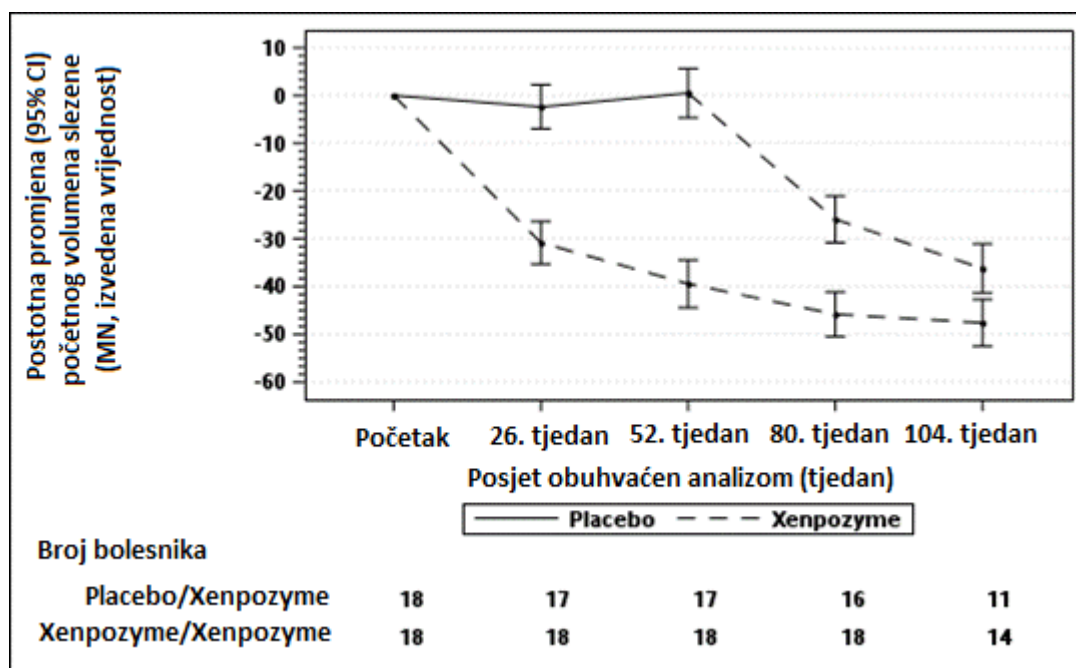 Postotna promjena (95% CI)
početnog volumena slezene
(MN, izvedena vrijednost)
10
0
-10
-20
-30
-40
-50
-60
Početak 26. tjedan 52. tjedan 80. tjedan 104. tjedan
Posjet obuhvaćen analizom (tjedan)
Placebo Xenpozyme
Broj bolesnika
Placebo/Xenpozyme 18 17 17 16 11
Xenpozyme/Xenpozyme 18 18 18 18 14